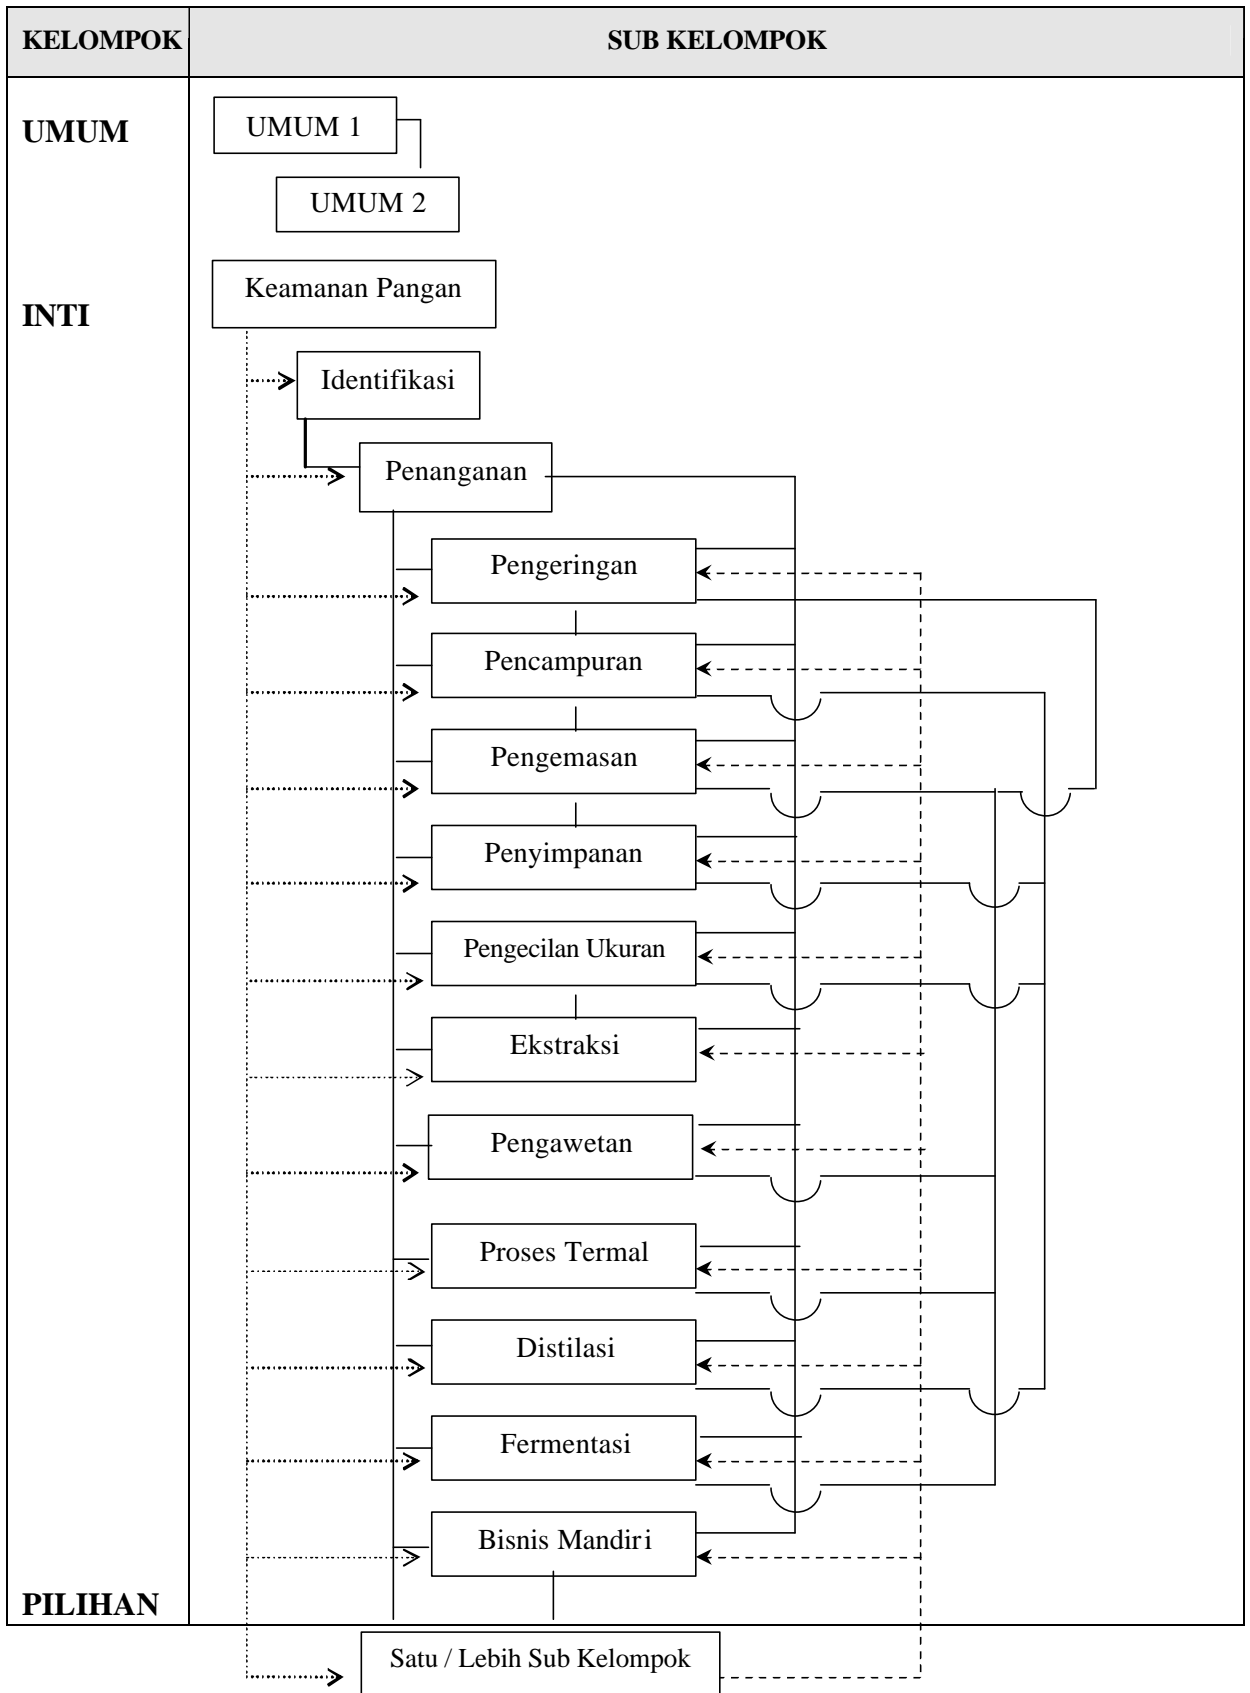 KELOMPOK
SUB KELOMPOK
UMUM
UMUM 1
UMUM 2
Keamanan Pangan
INTI
Identifikasi
Penanganan
Pengeringan
Pencampuran
Pengemasan
Penyimpanan
Pengecilan Ukuran
Ekstraksi
Pengawetan
Proses Termal
Distilasi
Fermentasi
Bisnis Mandiri
PILIHAN
Satu / Lebih Sub Kelompok